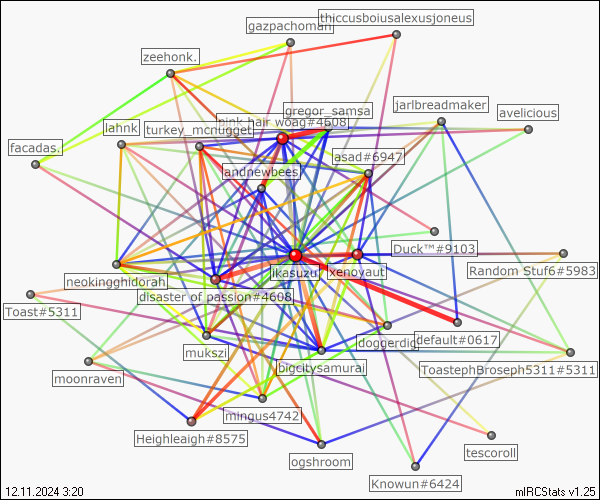 thiccusboiusalexusjoneus
gazpachoman
zeehonk.
gregor_samsa
jarlbreadmaker
pink hair woag#4608
avelicious
lahnk
turkey_mcnugget
facadas.
asad#6947
andnewbees
Duck™#9103
likasuzu
xenoyaut
Random Stuf6#5983
neokingghidorah
disaster of passion#4608
Toast#5311
doggerdig
default#0617
mukszi
bigcitysamurai
ToastephBroseph5311#5311
moonraven
mingus4742
Heighleaigh#8575
tescoroll
ogshroom
Knowun#6424
12.11.2024 3:20
mIRCStats v1.25